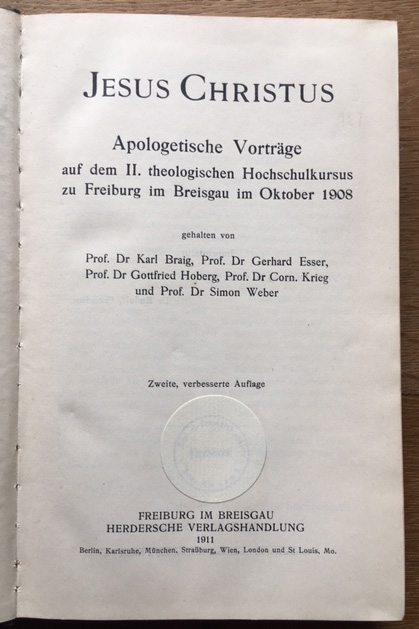 JESUS CHRISTUS
Apologetische Vorträge
auf dem II. theologischen Hochschulkursus
zu Freiburg im Breisgau im Oktober 1908
gehalten von
Prof. Dr Karl Braig, Prof. Dr Gerhard Esser,
Prof. Dr Gottfried Hoberg, Prof. Dr Corn. Krieg
und Prof. Dr Simon Weber
Zweite, verbesserte Auflage
FREIBURG IM BREISGAU
HERDERSCHE VERLAGSHANDLUNG
1911
Berlin, Karlsruhe, München, Straßburg, Wien, London und St Louis, Mo.